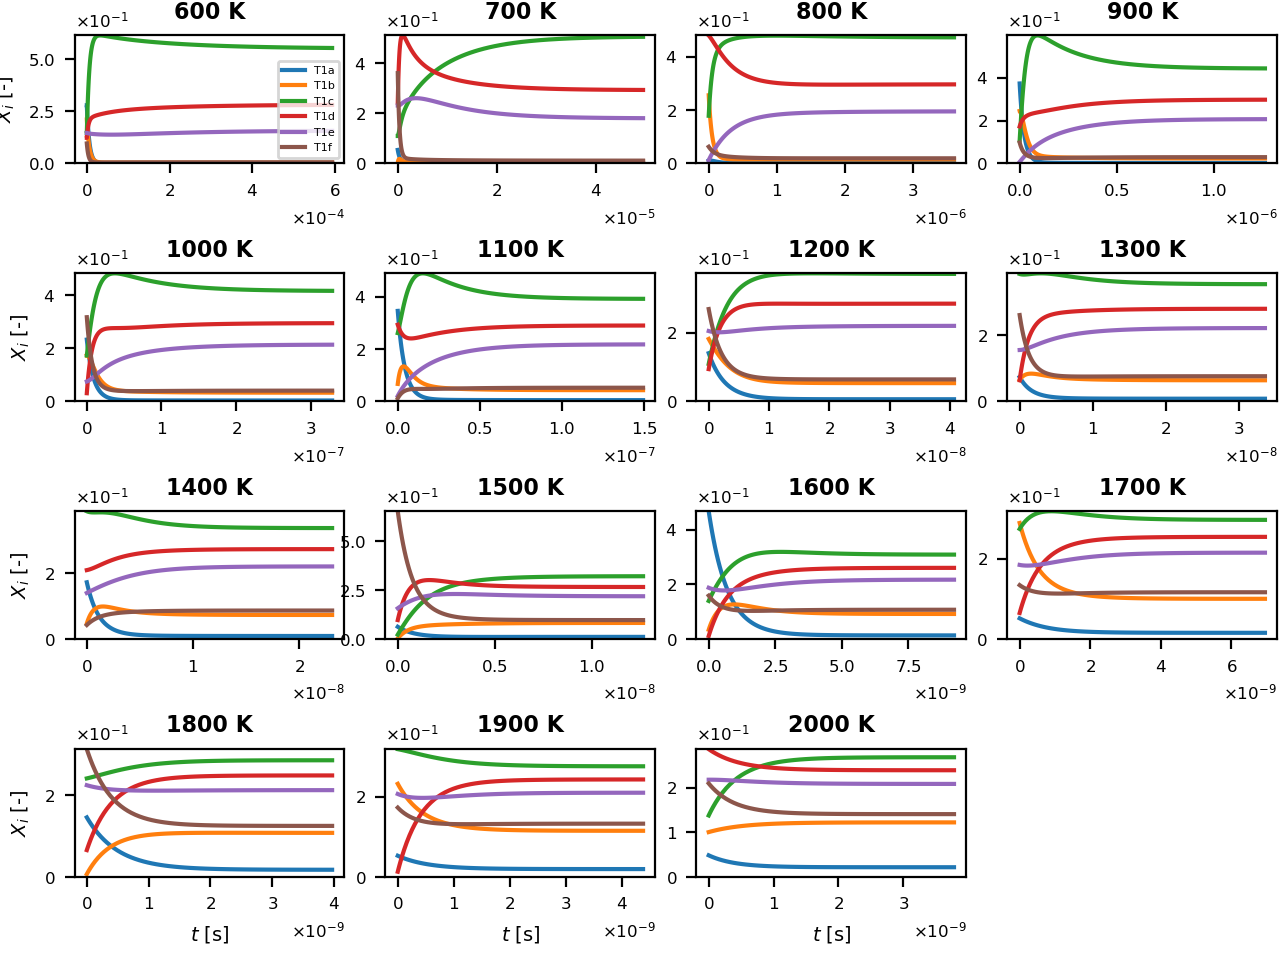 600 K
×10⁻¹
5.0
2.5
0.0
X_i [-]
0 2 4 6
×10⁻⁴
T1a
T1b
T1c
T1d
T1e
T1f
700 K
×10⁻¹
4
2
0
0 2 4
×10⁻⁵
800 K
×10⁻¹
4
2
0
0 1 2 3
×10⁻⁶
900 K
×10⁻¹
4
2
0
0.0 0.5 1.0
×10⁻⁶
1000 K
×10⁻¹
4
2
0
X_i [-]
0 1 2 3
×10⁻⁷
1100 K
×10⁻¹
4
2
0
0.0 0.5 1.0 1.5
×10⁻⁷
1200 K
×10⁻¹
2
0
0 1 2 3 4
×10⁻⁸
1300 K
×10⁻¹
2
0
0 1 2 3
×10⁻⁸
1400 K
×10⁻¹
2
0
X_i [-]
0 1 2
×10⁻⁸
1500 K
×10⁻¹
5.0
2.5
0.0
0.0 0.5 1.0
×10⁻⁸
1600 K
×10⁻¹
4
2
0
0.0 2.5 5.0 7.5
×10⁻⁹
1700 K
×10⁻¹
2
0
0 2 4 6
×10⁻⁹
1800 K
×10⁻¹
2
0
X_i [-]
0 1 2 3 4
×10⁻⁹
t [s]
1900 K
×10⁻¹
2
0
0 1 2 3 4
×10⁻⁹
t [s]
2000 K
×10⁻¹
2
1
0
0 1 2 3
×10⁻⁹
t [s]